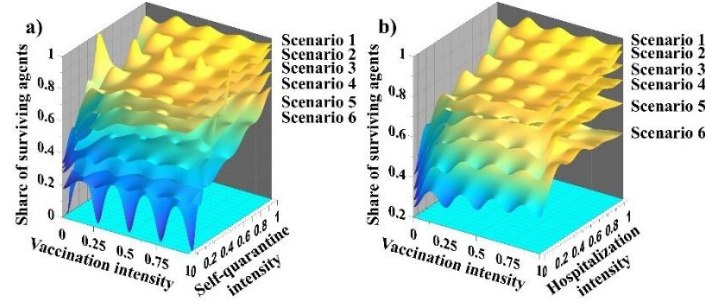 a)
Scenario 1
Scenario 2
Scenario 3
Scenario 4
Scenario 5
Scenario 6
Share of surviving agents
1
0.8
0.6
0.4
0.2
0
0
0.25
0.5
0.75
10
0.2
0.4
0.6
0.8
1
Vaccination intensity
Self-quarantine
intensity
b)
Scenario 1
Scenario 2
Scenario 3
Scenario 4
Scenario 5
Scenario 6
Share of surviving agents
1
0.8
0.6
0.4
0.2
0
0.25
0.5
0.75
10
0.2
0.4
0.6
0.8
1
Vaccination intensity
Hospitalization
intensity